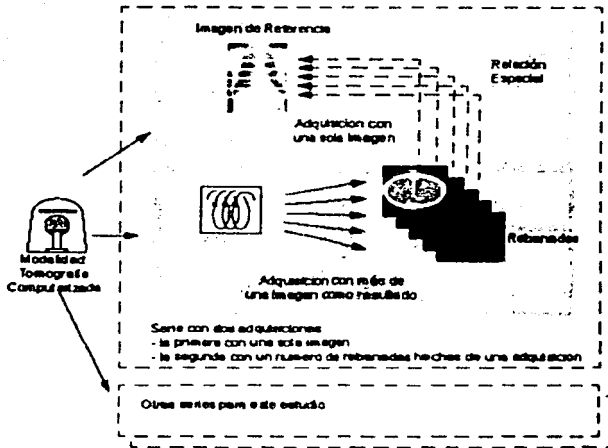 Imagen de Referencia
Relación
Espacial
Adquisicion con
una sola imagen
Rebanadas
Modalidad
Tomografia
Computarizada
Adquisicion con más de
una imagen como resultado
Serie con dos adquisiciones
- la primera con una sola imagen
- la segunda con un numero de rebanadas hechas de una adquisición
Otras series para este estudio